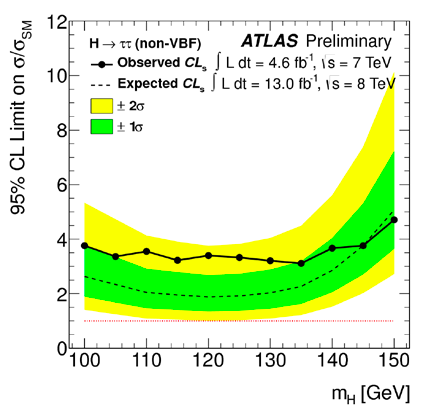 ATLAS Preliminary
H → ττ (non-VBF)
Observed CLs ∫ L dt = 4.6 fb⁻¹, √s = 7 TeV
Expected CLs ∫ L dt = 13.0 fb⁻¹, √s = 8 TeV
± 2σ
± 1σ
95% CL Limit on σ/σSM
12
10
8
6
4
2
0
100 110 120 130 140 150
mH [GeV]